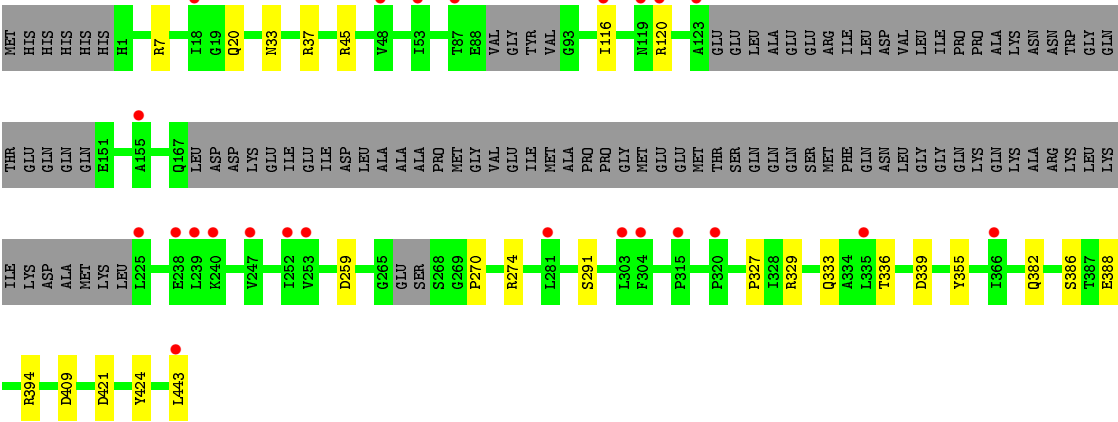 MET HIS HIS HIS HIS HIS HIS H1 R7 I18 G19 Q20 N33 R37 R45 V48 I53 T87 E88 VAL GLY TYR VAL G93 I116 N119 R120 A123 GLU GLU LEU ALA GLU GLU ARG ILE LEU ASP VAL LEU ILE PRO PRO ALA LYS ASN ASN TRP GLY GLN
THR GLU GLN GLN GLN E151 A155 Q167 LEU ASP ASP LYS GLU ILE GLU ILE ASP LEU ALA ALA ALA PRO MET GLY VAL GLU ILE MET ALA PRO PRO GLY MET GLU GLU MET THR SER GLN GLN GLN SER MET PHE GLN ASN LEU GLY GLY GLN LYS GLN LYS ALA ARG LYS LEU LYS
ILE LYS ASP ALA MET LYS LEU L225 E238 L239 K240 V247 I252 V253 D259 G265 GLU SER S268 G269 P270 R274 L281 S291 L303 F304 P315 P320 P327 I328 R329 Q333 A334 L335 T336 D339 Y355 I366 Q382 S386 T387 E388
R394 D409 D421 Y424 L443